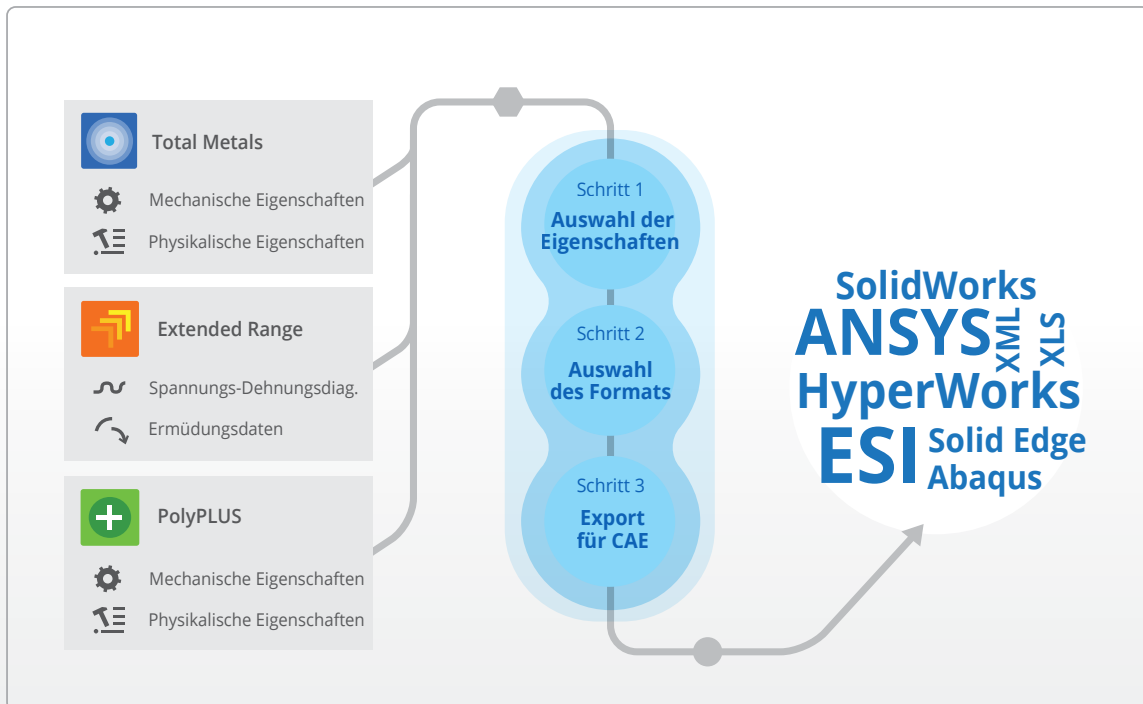 Total Metals
Mechanische Eigenschaften
Physikalische Eigenschaften
Extended Range
Spannungs-Dehnungsdiag.
Ermüdungsdaten
PolyPLUS
Mechanische Eigenschaften
Physikalische Eigenschaften
Schritt 1
Auswahl der
Eigenschaften
Schritt 2
Auswahl
des Formats
Schritt 3
Export
für CAE
SolidWorks
ANSYS
XML
XLS
HyperWorks
ESI
Solid Edge
Abaqus